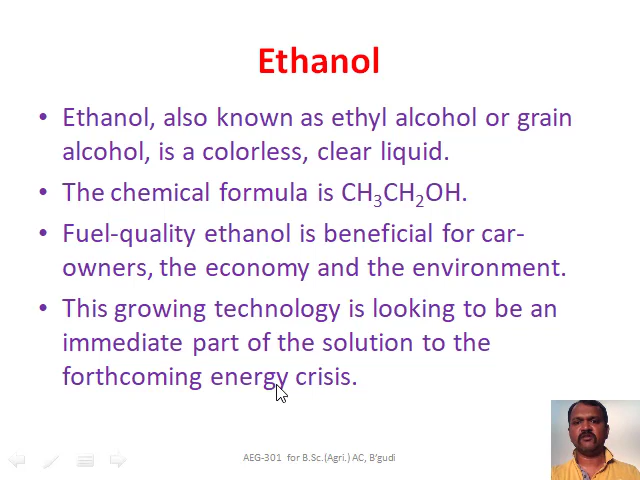 Ethanol
• Ethanol, also known as ethyl alcohol or grain
alcohol, is a colorless, clear liquid.
• The chemical formula is CH₃CH₂OH.
• Fuel-quality ethanol is beneficial for car-
owners, the economy and the environment.
• This growing technology is looking to be an
immediate part of the solution to the
forthcoming energy crisis.
AEG-301 for B.Sc.(Agri.) AC, B'gudi